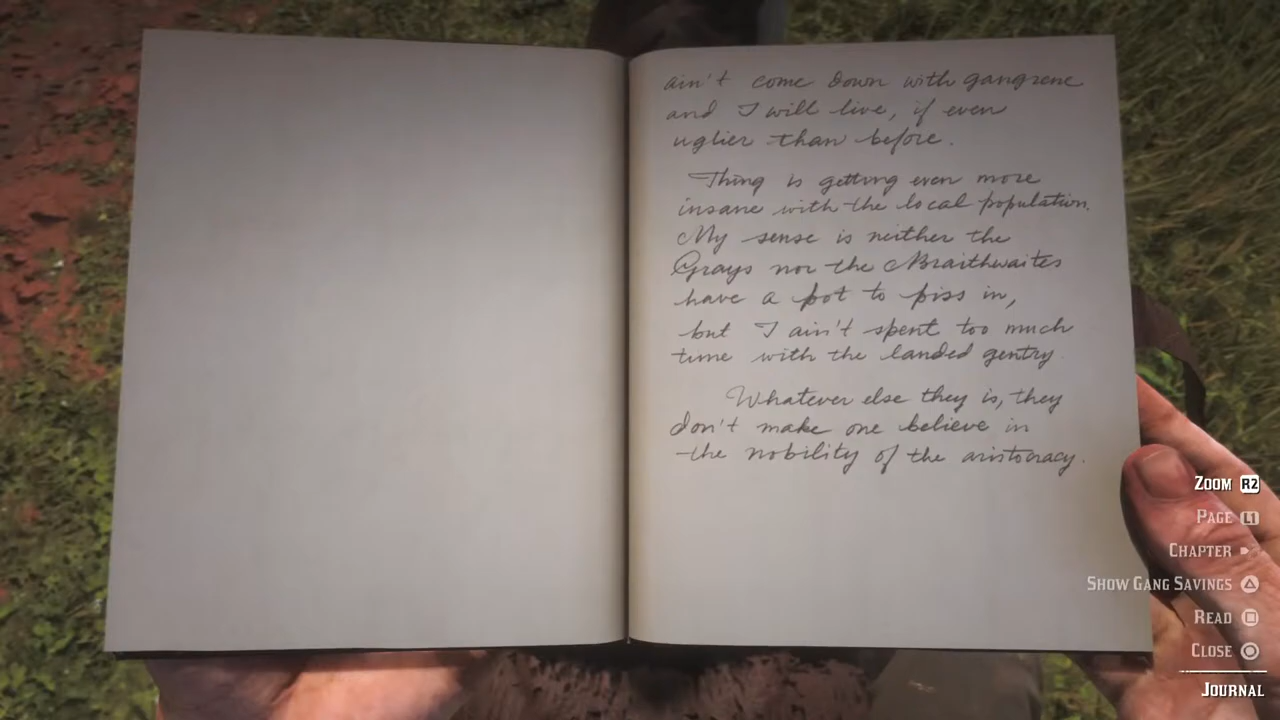 ain't come down with gangrene
and I will live, if even
uglier than before.
Thing is getting even more
insane with the local population.
My sense is neither the
Grays nor the Braithwaites
have a pot to piss in,
but I ain't spent too much
time with the landed gentry.
Whatever else they is, they
don't make one believe in
the nobility of the aristocracy.
ZOOM R2
PAGE L1
CHAPTER
SHOW GANG SAVINGS
READ
CLOSE
JOURNAL